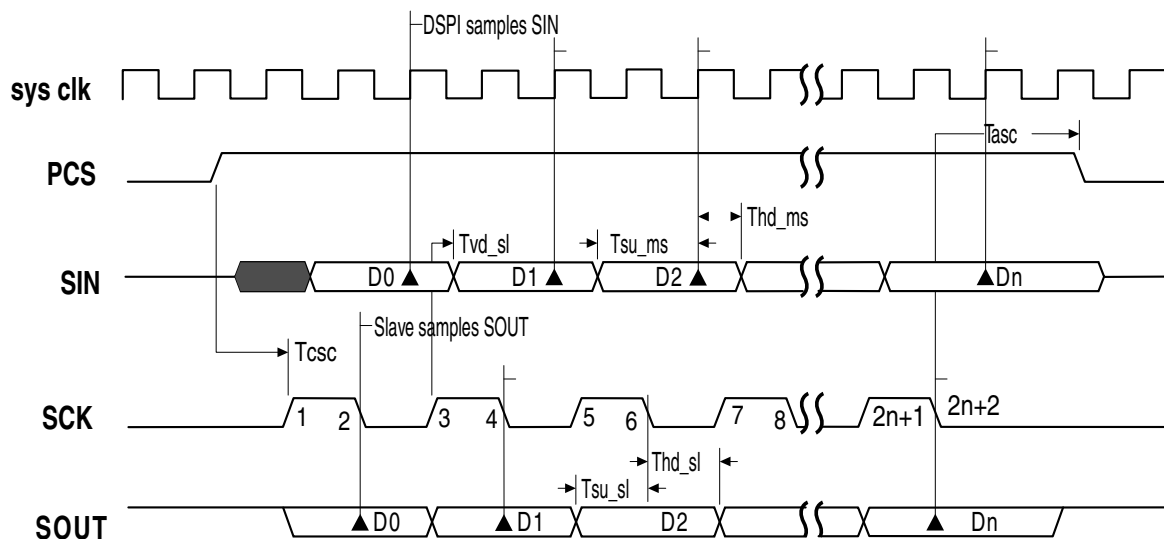 DSPI samples SIN
sys clk
Tasc
PCS
Thd_ms
Tvd_sl
Tsu_ms
SIN
D0
D1
D2
Dn
Slave samples SOUT
Tcsc
SCK
1
2
3
4
5
6
7
8
2n+1
2n+2
Thd_sl
Tsu_sl
SOUT
D0
D1
D2
Dn